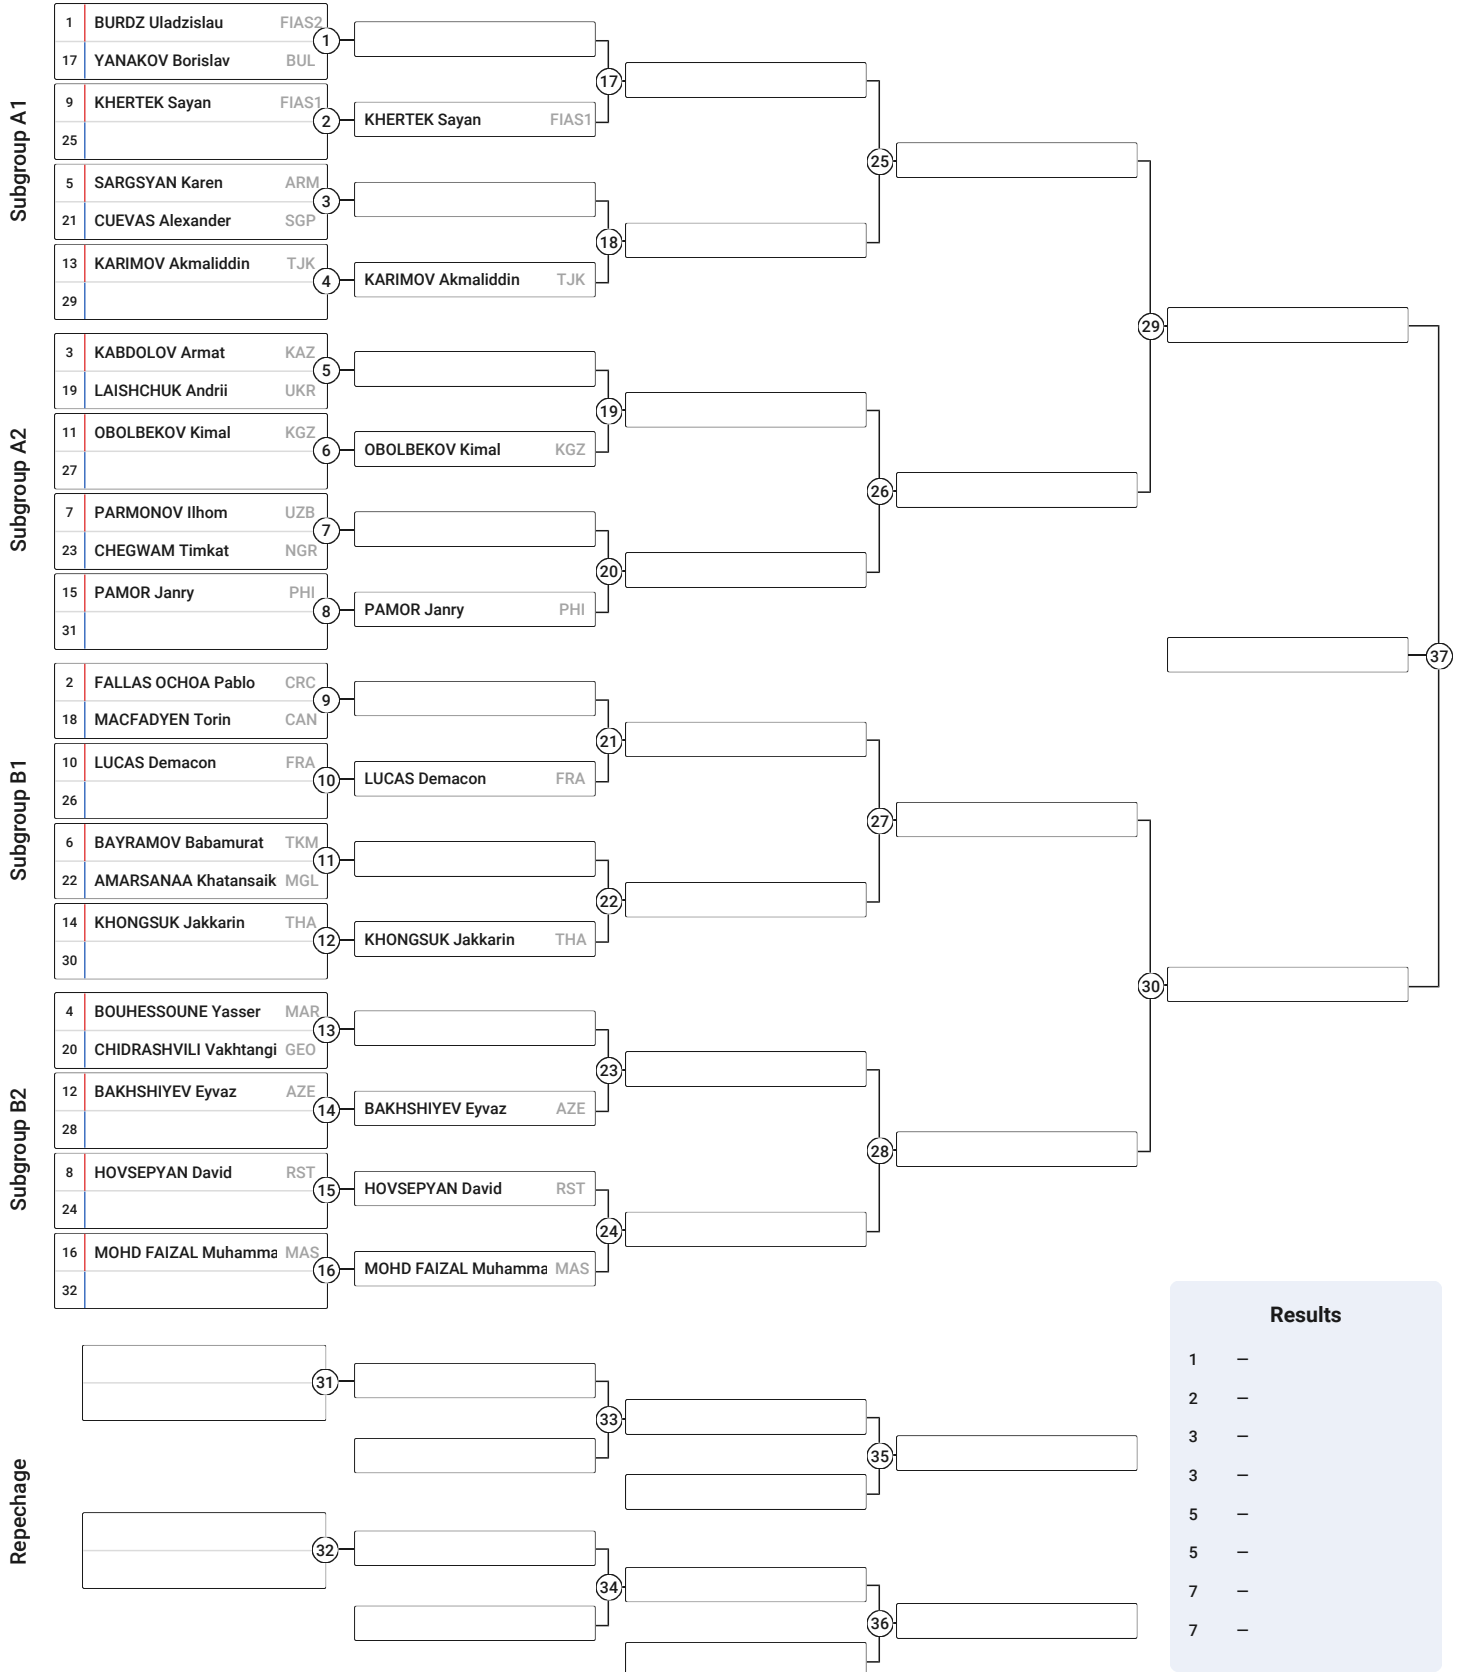 Subgroup A1
1 BURDZ Uladzislau FIAS2
17 YANAKOV Borislav BUL
1
9 KHERTEK Sayan FIAS1
25
2
KHERTEK Sayan FIAS1
17
5 SARGSYAN Karen ARM
21 CUEVAS Alexander SGP
3
13 KARIMOV Akmaliddin TJK
29
4
KARIMOV Akmaliddin TJK
18
25
Subgroup A2
3 KABDOLOV Armat KAZ
19 LAISHCHUK Andrii UKR
5
11 OBOLBEKOV Kimal KGZ
27
6
OBOLBEKOV Kimal KGZ
19
7 PARMONOV Ilhom UZB
23 CHEGWAM Timkat NGR
7
15 PAMOR Janry PHI
31
8
PAMOR Janry PHI
20
26
29
Subgroup B1
2 FALLAS OCHOA Pablo CRC
18 MACFADYEN Torin CAN
9
10 LUCAS Demacon FRA
26
10
LUCAS Demacon FRA
21
6 BAYRAMOV Babamurat TKM
22 AMARSANAA Khatansaik MGL
11
14 KHONGSUK Jakkarin THA
30
12
KHONGSUK Jakkarin THA
22
27
Subgroup B2
4 BOUHESSOUNE Yasser MAR
20 CHIDRASHVILI Vakhtangi GEO
13
12 BAKHSHIYEV Eyvaz AZE
28
14
BAKHSHIYEV Eyvaz AZE
23
8 HOVSEPYAN David RST
24
15
HOVSEPYAN David RST
16 MOHD FAIZAL Muhamma MAS
32
16
MOHD FAIZAL Muhamma MAS
24
28
30
37
Repechage
31
33
35
32
34
36
Results
1 –
2 –
3 –
3 –
5 –
5 –
7 –
7 –